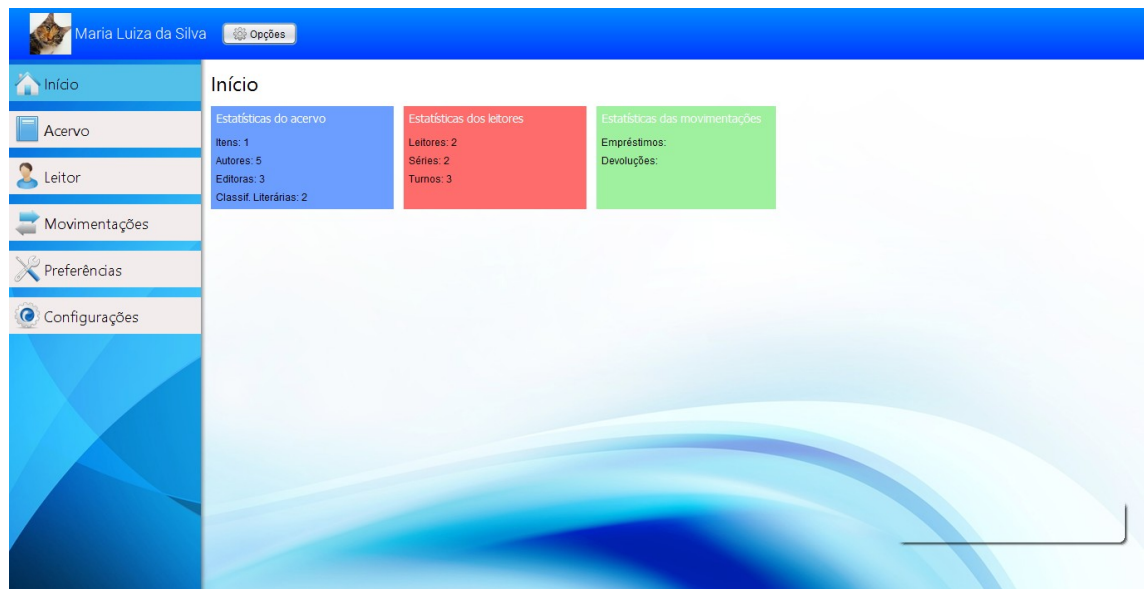 Maria Luiza da Silva
Opções
Início
Acervo
Leitor
Movimentações
Preferências
Configurações
Início
Estatísticas do acervo
Itens: 1
Autores: 5
Editoras: 3
Classif. Literárias: 2
Estatísticas dos leitores
Leitores: 2
Séries: 2
Turnos: 3
Estatísticas das movimentações
Empréstimos:
Devoluções: